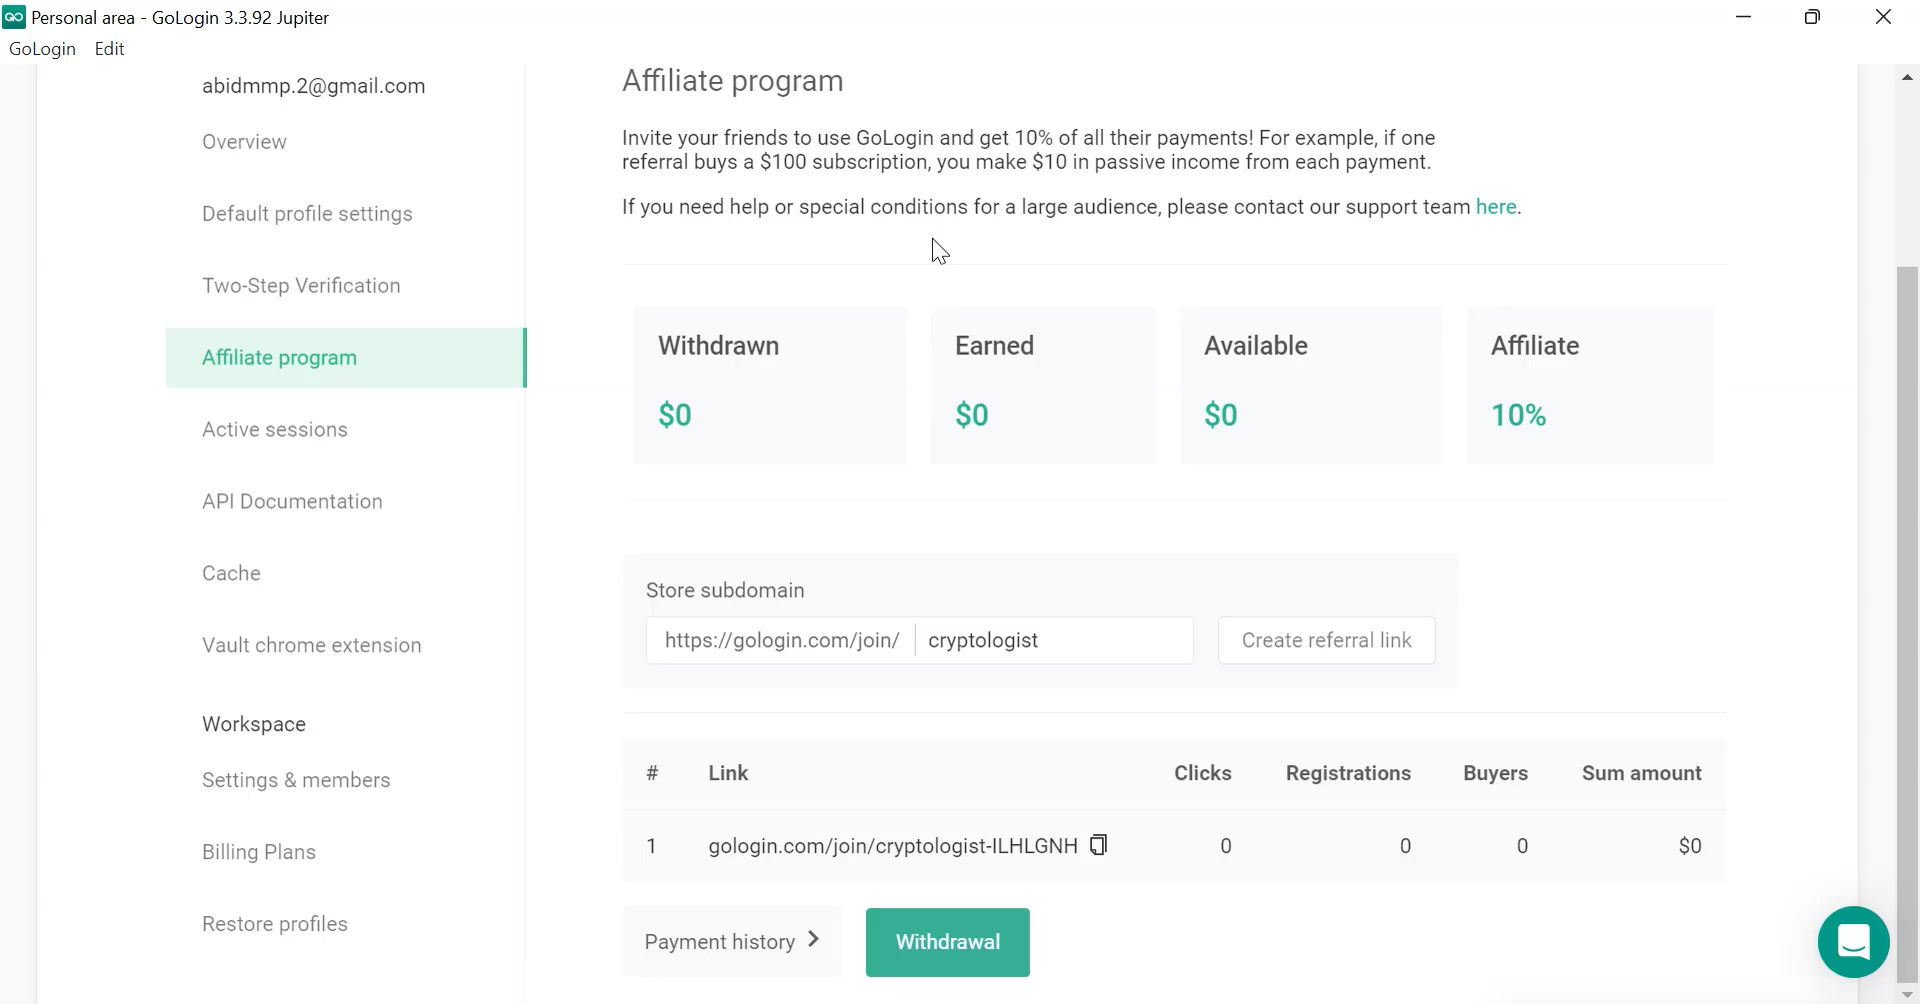 Personal area - GoLogin 3.3.92 Jupiter
GoLogin Edit
abidmmp.2@gmail.com
Overview
Default profile settings
Two-Step Verification
Affiliate program
Active sessions
API Documentation
Cache
Vault chrome extension
Workspace
Settings & members
Billing Plans
Restore profiles
Affiliate program
Invite your friends to use GoLogin and get 10% of all their payments! For example, if one
referral buys a $100 subscription, you make $10 in passive income from each payment.
If you need help or special conditions for a large audience, please contact our support team here.
Withdrawn Earned Available Affiliate
$0 $0 $0 10%
Store subdomain
https://gologin.com/join/ cryptologist Create referral link
# Link Clicks Registrations Buyers Sum amount
1 gologin.com/join/cryptologist-ILHLGNH 0 0 0 $0
Payment history Withdrawal